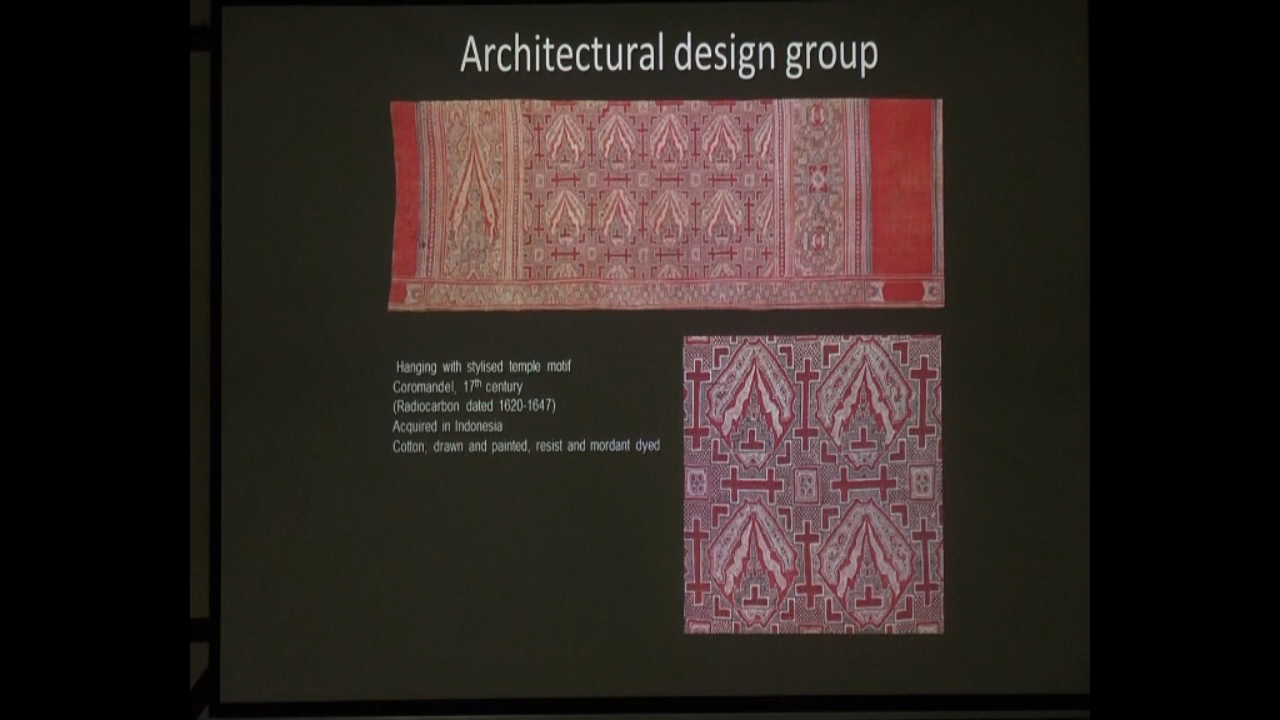 Architectural design group
Hanging with stylised temple motif
Coromandel, 17th century
(Radiocarbon dated 1620-1647)
Acquired in Indonesia
Cotton; drawn and painted, resist and mordant dyed